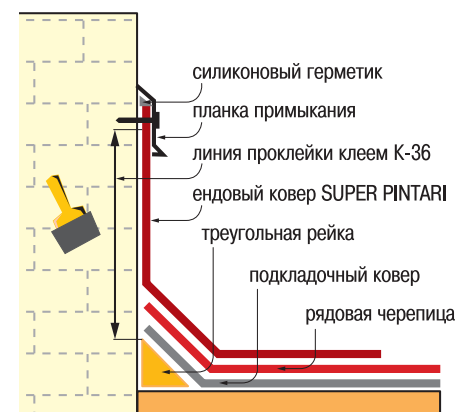 силиконовый герметик
планка примыкания
линия проклейки клеем К-36
ендовый ковер SUPER PINTARI
треугольная рейка
подкладочный ковер
рядовая черепица